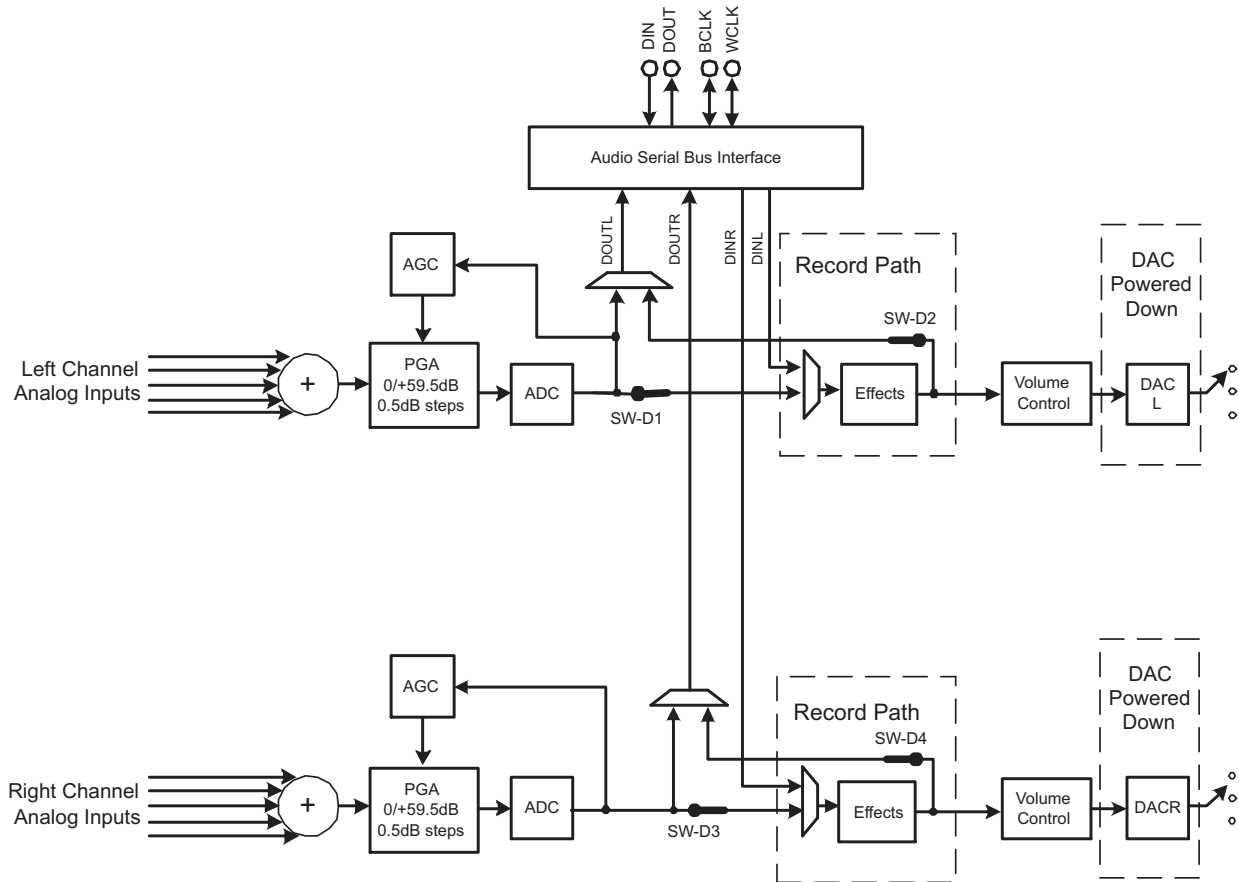 DIN
DOUT
BCLK
WCLK
Audio Serial Bus Interface
DOUTL
DOUTR
DINR
DINL
AGC
Record Path
DAC
Powered
Down
SW-D2
Left Channel
Analog Inputs
+
PGA
0/+59.5dB
0.5dB steps
ADC
SW-D1
Effects
Volume
Control
DAC
L
AGC
Record Path
DAC
Powered
Down
SW-D4
Right Channel
Analog Inputs
+
PGA
0/+59.5dB
0.5dB steps
ADC
SW-D3
Effects
Volume
Control
DACR